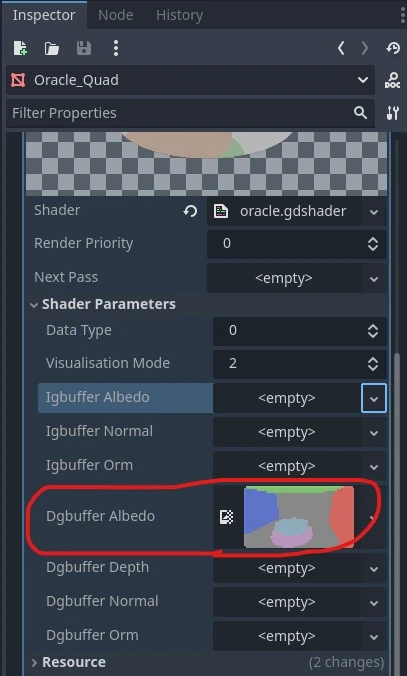 Inspector Node History
Oracle_Quad
DOC
Filter Properties
Shader oracle.gdshader
Render Priority 0
Next Pass <empty>
Shader Parameters
Data Type 0
Visualisation Mode 2
Igbuffer Albedo <empty>
Igbuffer Normal <empty>
Igbuffer Orm <empty>
Dgbuffer Albedo
Dgbuffer Depth <empty>
Dgbuffer Normal <empty>
Dgbuffer Orm <empty>
Resource (2 changes)